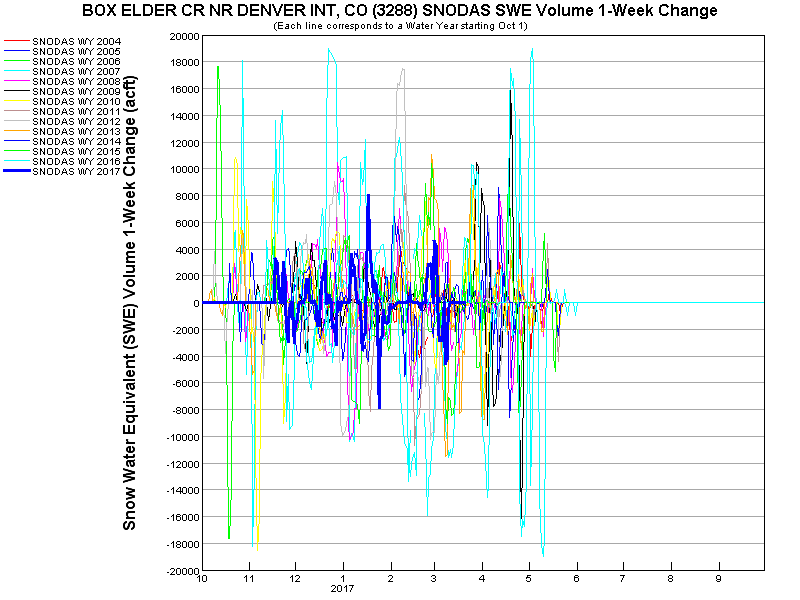 BOX ELDER CR NR DENVER INT, CO (3288) SNODAS SWE Volume 1-Week Change
(Each line corresponds to a Water Year starting Oct 1)
SNODAS WY 2004
SNODAS WY 2005
SNODAS WY 2006
SNODAS WY 2007
SNODAS WY 2008
SNODAS WY 2009
SNODAS WY 2010
SNODAS WY 2011
SNODAS WY 2012
SNODAS WY 2013
SNODAS WY 2014
SNODAS WY 2015
SNODAS WY 2016
SNODAS WY 2017
Snow Water Equivalent (SWE) Volume 1-Week Change (acft)
20000
18000
16000
14000
12000
10000
8000
6000
4000
2000
0
-2000
-4000
-6000
-8000
-10000
-12000
-14000
-16000
-18000
-20000
10 11 12 1 2 3 4 5 6 7 8 9
2017